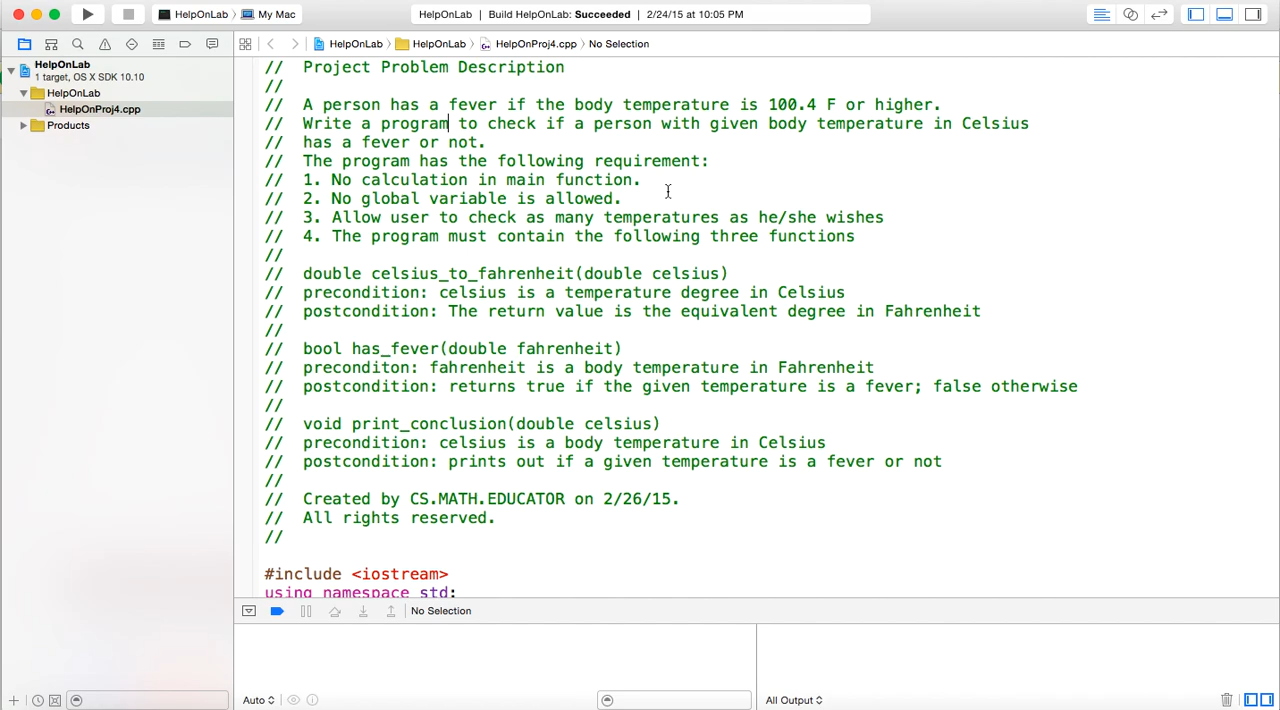 HelpOnLab 〉 My Mac
HelpOnLab | Build HelpOnLab: Succeeded | 2/24/15 at 10:05 PM
HelpOnLab
1 target, OS X SDK 10.10
HelpOnLab
HelpOnProj4.cpp
Products
HelpOnLab 〉 HelpOnLab 〉 HelpOnProj4.cpp 〉 No Selection
// Project Problem Description
//
// A person has a fever if the body temperature is 100.4 F or higher.
// Write a program to check if a person with given body temperature in Celsius
// has a fever or not.
// The program has the following requirement:
// 1. No calculation in main function.
// 2. No global variable is allowed.
// 3. Allow user to check as many temperatures as he/she wishes
// 4. The program must contain the following three functions
//
// double celsius_to_fahrenheit(double celsius)
// precondition: celsius is a temperature degree in Celsius
// postcondition: The return value is the equivalent degree in Fahrenheit
//
// bool has_fever(double fahrenheit)
// preconditon: fahrenheit is a body temperature in Fahrenheit
// postcondition: returns true if the given temperature is a fever; false otherwise
//
// void print_conclusion(double celsius)
// precondition: celsius is a body temperature in Celsius
// postcondition: prints out if a given temperature is a fever or not
//
// Created by CS.MATH.EDUCATOR on 2/26/15.
// All rights reserved.
//
#include <iostream>
using namespace std;
No Selection
Auto
All Output